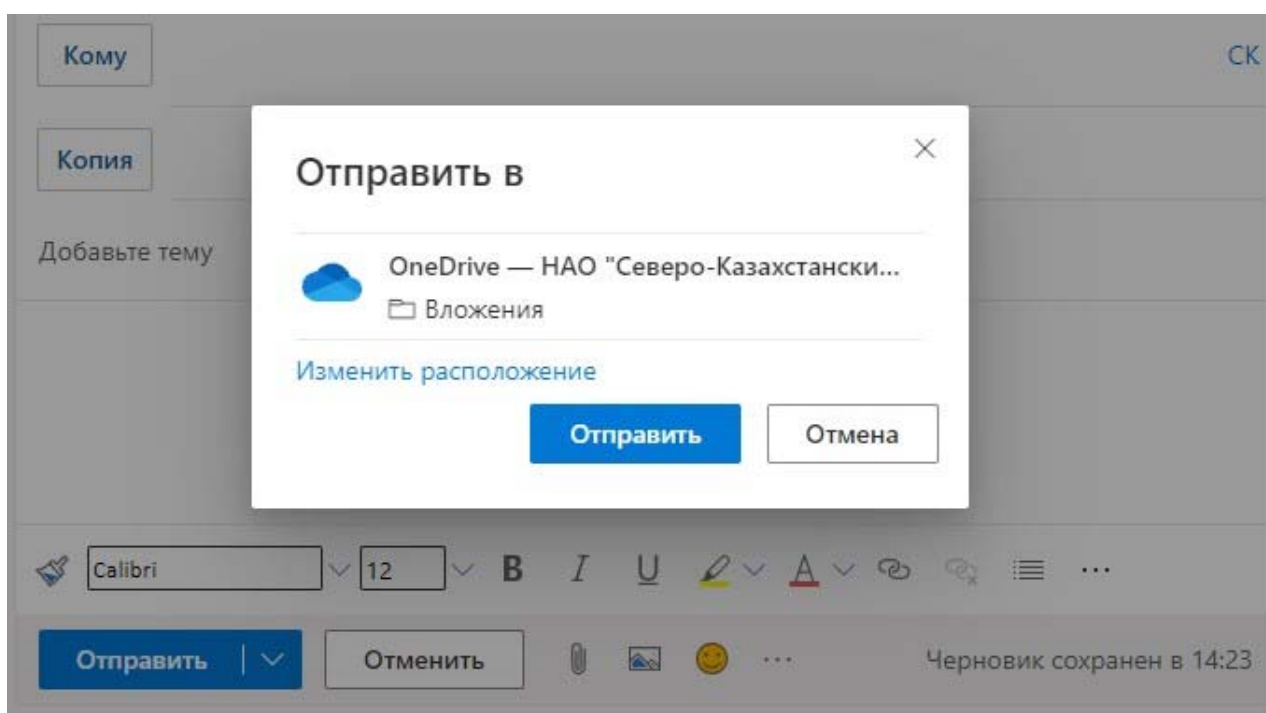 Кому
СК
Копия
Добавьте тему
Отправить в
OneDrive — НАО "Северо-Казахстански...
Вложения
Изменить расположение
Отправить
Отмена
Calibri
12
B
I
U
A
...
Отправить
Отменить
...
Черновик сохранен в 14:23